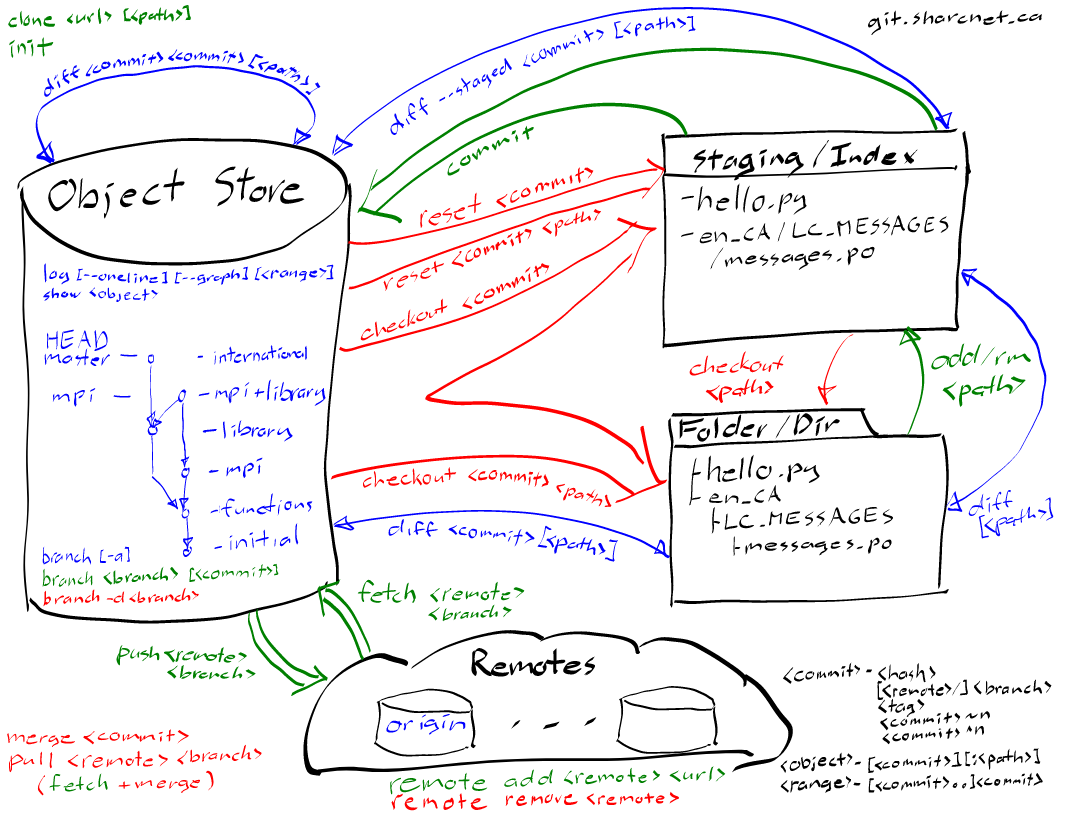 clone <url> [<path>]
init
git.sharcnet.ca
diff <commit> <commit> [<path>]
diff --staged <commit> [<path>]
commit
Object Store
staging/Index
-hello.py
-en_CA/LC_MESSAGES
/messages.po
reset <commit>
reset <commit> <path>
checkout <commit>
log [--oneline] [--graph] [<range>]
show <object>
HEAD
master -
- international
mpi -
- mpi+library
- library
- mpi
- functions
- initial
branch [-a]
branch <branch> [<commit>]
branch -d <branch>
checkout
<path>
add/rm
<path>
Folder/Dir
hello.py
en_CA
LC_MESSAGES
messages.po
checkout <commit> <path>
diff <commit> [<path>]
diff
[<path>]
fetch <remote>
<branch>
push <remote>
<branch>
Remotes
origin
- - -
merge <commit>
pull <remote> <branch>
(fetch + merge)
remote add <remote> <url>
remote remove <remote>
<commit> - <hash>
[<remote>/] <branch>
<tag>
<commit>~n
<commit>^n
<object> - [<commit>][:<path>]
<range> - [<commit>..]<commit>